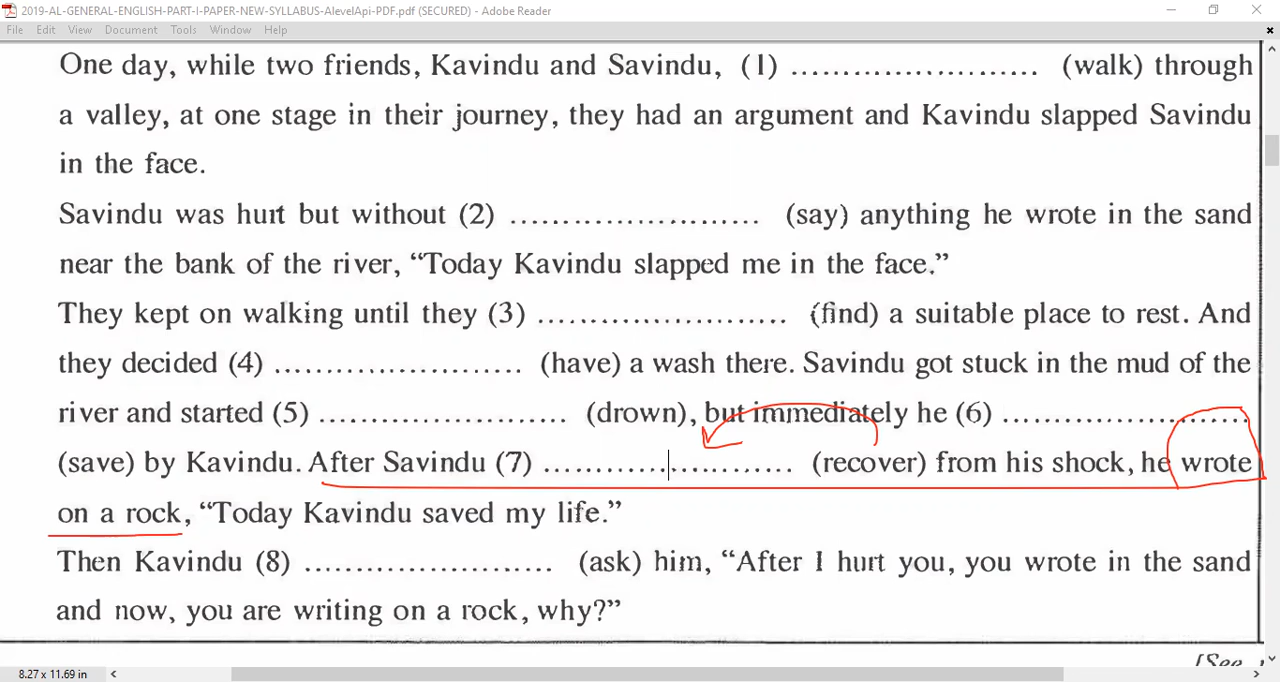 2019-AL-GENERAL-ENGLISH-PART-I-PAPER-NEW-SYLLABUS-AlevelApi-PDF.pdf (SECURED) - Adobe Reader
File Edit View Document Tools Window Help
One day, while two friends, Kavindu and Savindu, (1) ........................ (walk) through
a valley, at one stage in their journey, they had an argument and Kavindu slapped Savindu
in the face.
Savindu was hurt but without (2) ........................ (say) anything he wrote in the sand
near the bank of the river, “Today Kavindu slapped me in the face.”
They kept on walking until they (3) ........................ (find) a suitable place to rest. And
they decided (4) ........................ (have) a wash there. Savindu got stuck in the mud of the
river and started (5) ........................ (drown), but immediately he (6) ........................
(save) by Kavindu. After Savindu (7) ........................ (recover) from his shock, he wrote
on a rock, “Today Kavindu saved my life.”
Then Kavindu (8) ........................ (ask) him, “After I hurt you, you wrote in the sand
and now, you are writing on a rock, why?”
[See
8.27 x 11.69 in